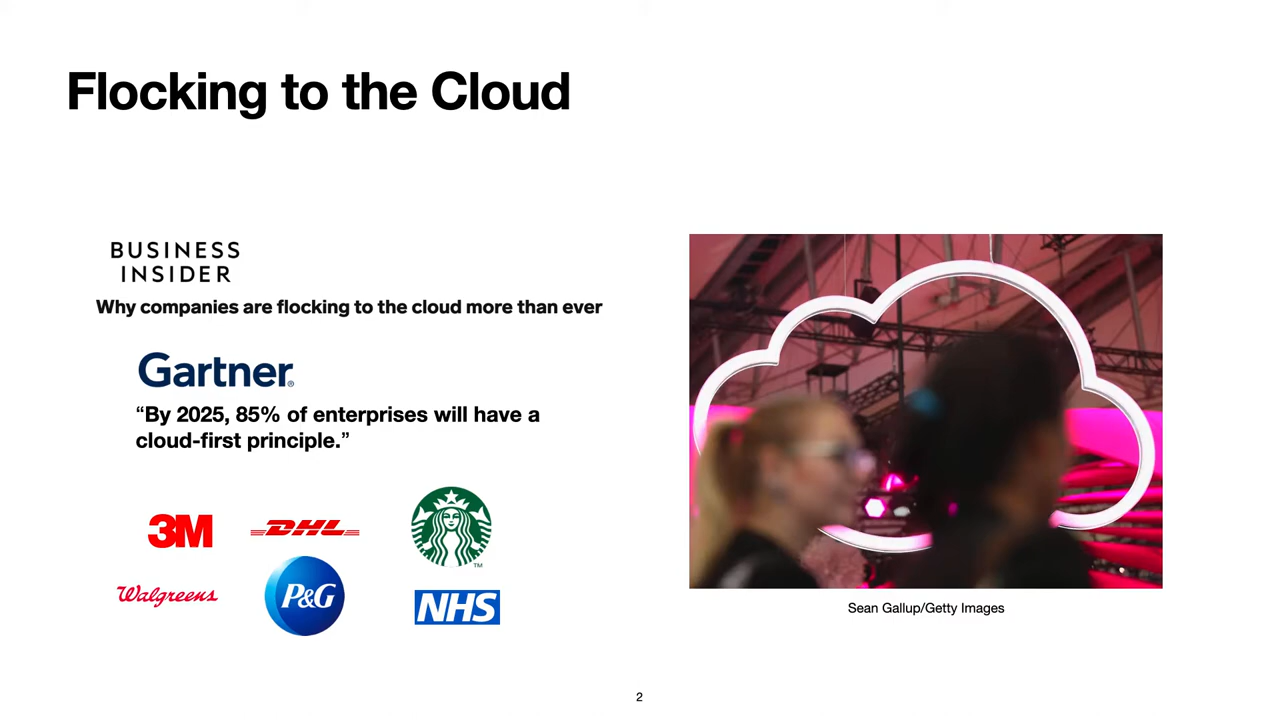 Flocking to the Cloud
BUSINESS
INSIDER
Why companies are flocking to the cloud more than ever
Gartner®
“By 2025, 85% of enterprises will have a
cloud-first principle.”
3M
DHL
TM
Walgreens
P&G
NHS
Sean Gallup/Getty Images
2